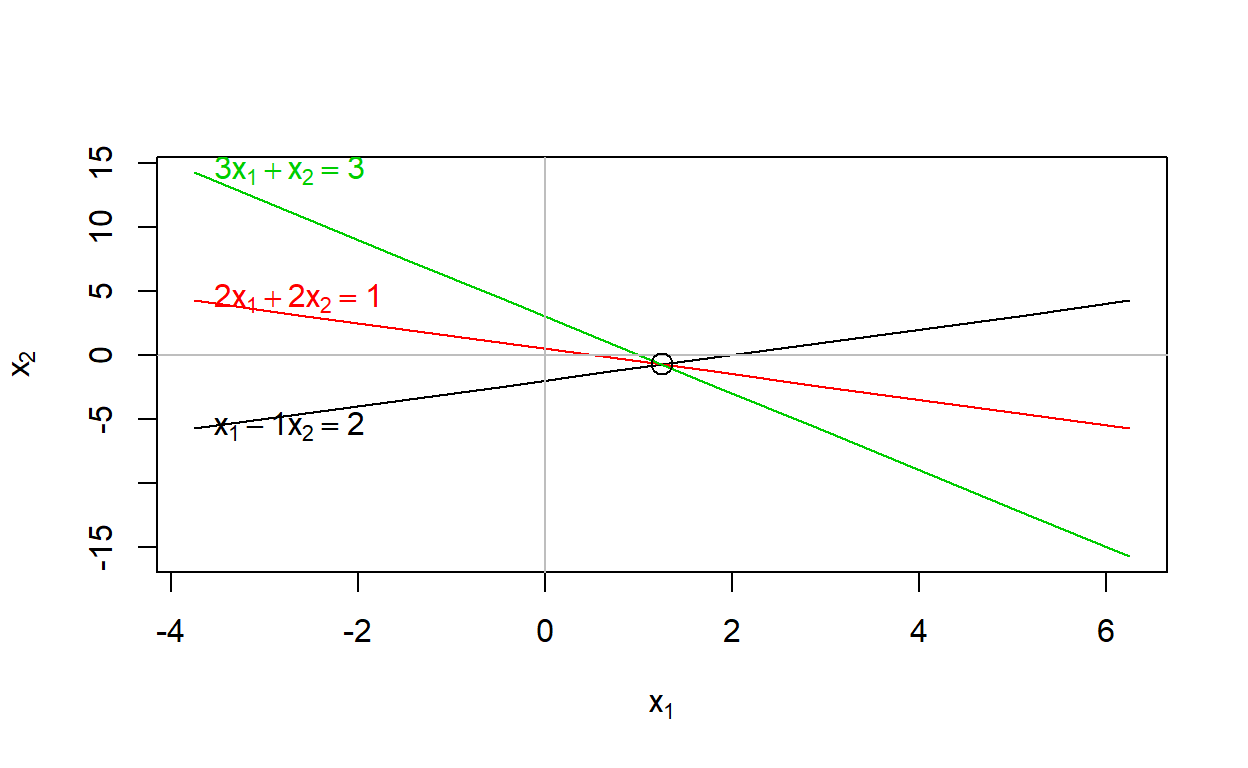 3x₁ + x₂ = 3
2x₁ + 2x₂ = 1
x₁ − 1x₂ = 2
15
10
5
0
-5
-15
x₂
-4 -2 0 2 4 6
x₁